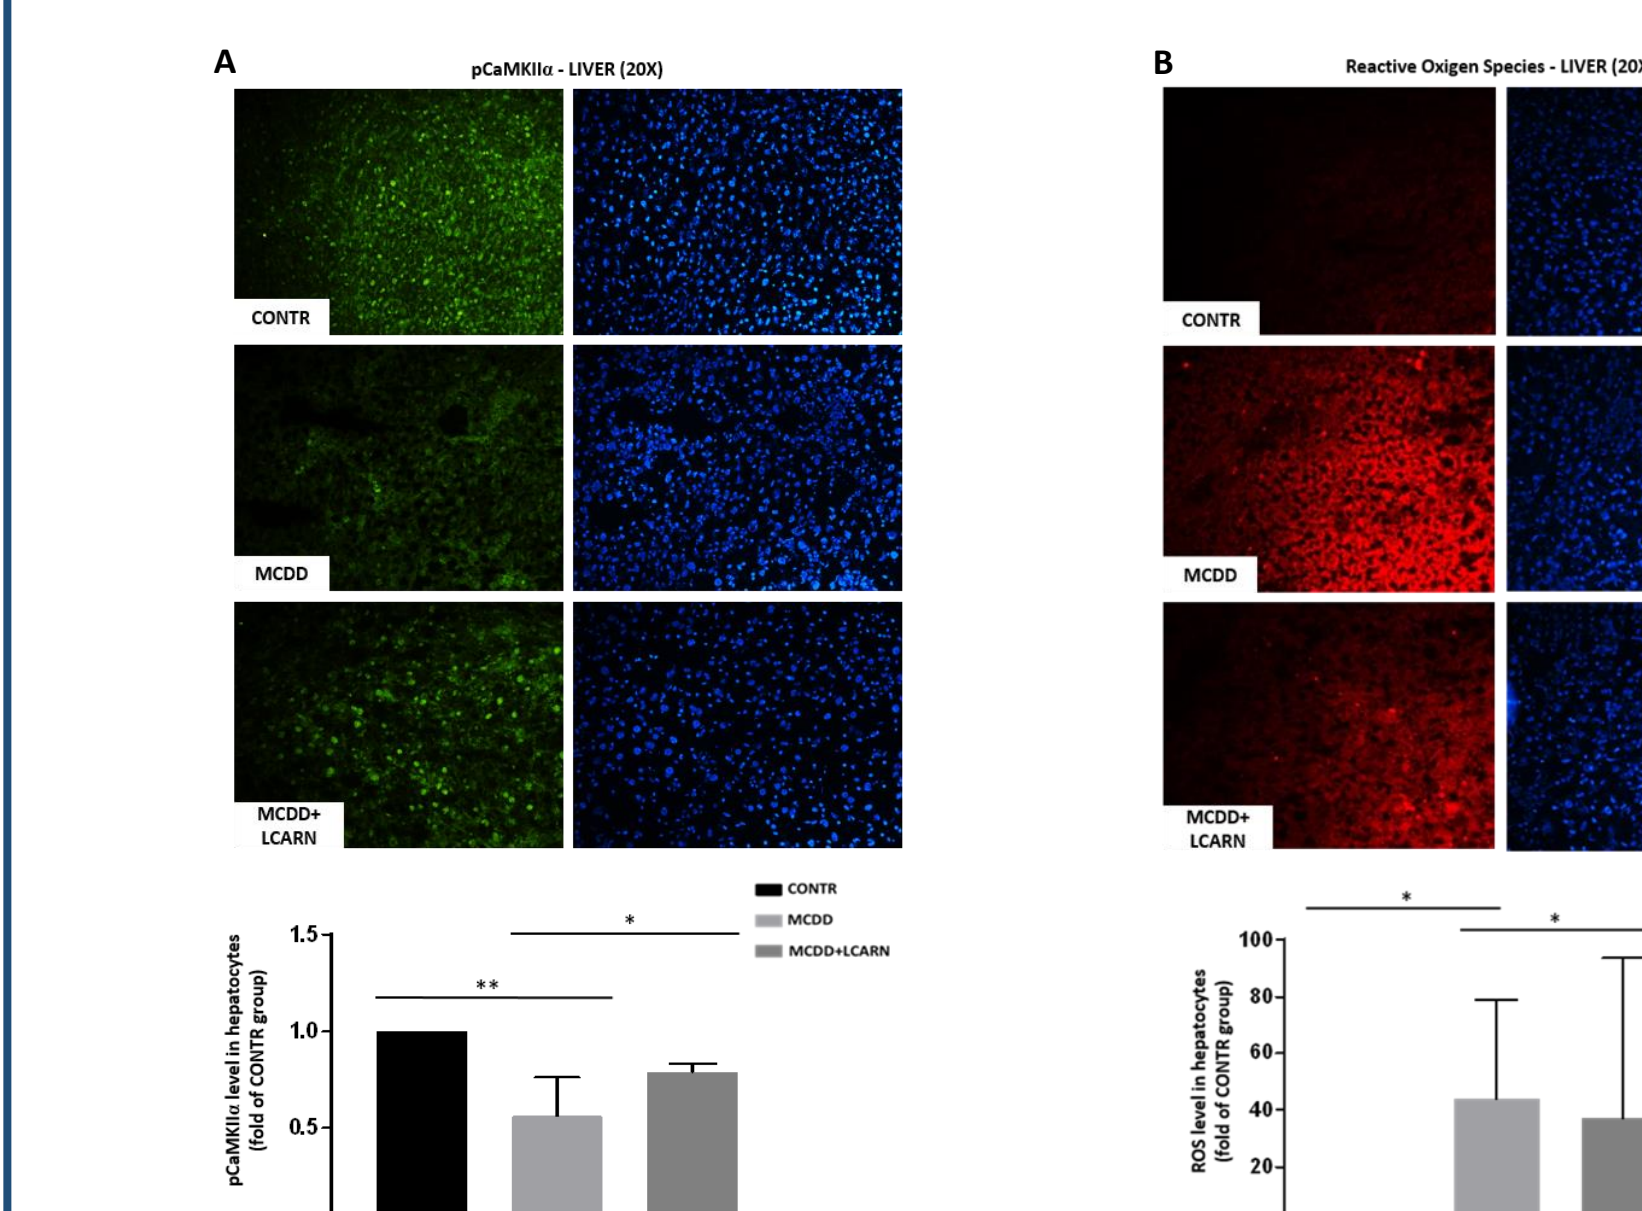 A
pCaMKIIα - LIVER (20X)
CONTR
MCDD
MCDD+
LCARN
CONTR
MCDD
MCDD+LCARN
*
**
1.5
1.0
0.5
pCaMKIIα level in hepatocytes
(fold of CONTR group)
B
Reactive Oxigen Species - LIVER (20X
CONTR
MCDD
MCDD+
LCARN
*
*
100
80
60
40
20
ROS level in hepatocytes
(fold of CONTR group)